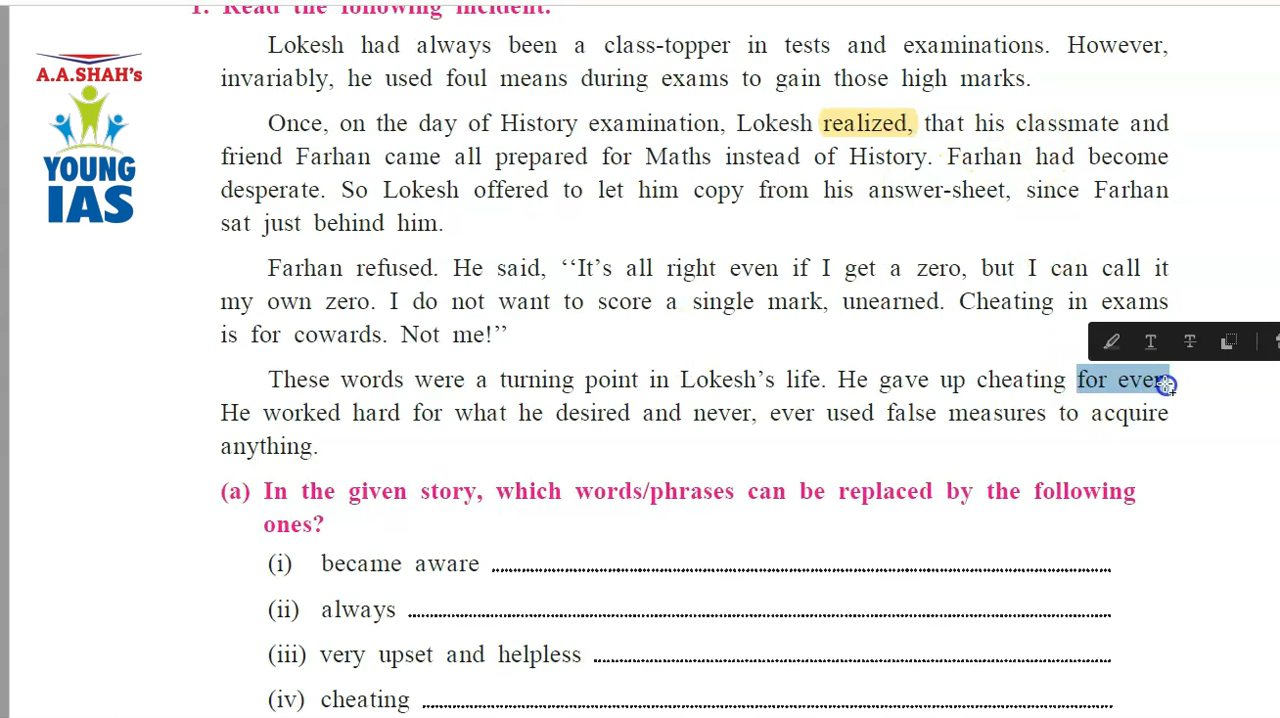 1. Read the following incident.
A.A.SHAH's
YOUNG
IAS
Lokesh had always been a class-topper in tests and examinations. However,
invariably, he used foul means during exams to gain those high marks.
Once, on the day of History examination, Lokesh realized, that his classmate and
friend Farhan came all prepared for Maths instead of History. Farhan had become
desperate. So Lokesh offered to let him copy from his answer-sheet, since Farhan
sat just behind him.
Farhan refused. He said, ‘‘It’s all right even if I get a zero, but I can call it
my own zero. I do not want to score a single mark, unearned. Cheating in exams
is for cowards. Not me!’’
These words were a turning point in Lokesh’s life. He gave up cheating for ever
He worked hard for what he desired and never, ever used false measures to acquire
anything.
(a) In the given story, which words/phrases can be replaced by the following
ones?
(i) became aware
(ii) always
(iii) very upset and helpless
(iv) cheating